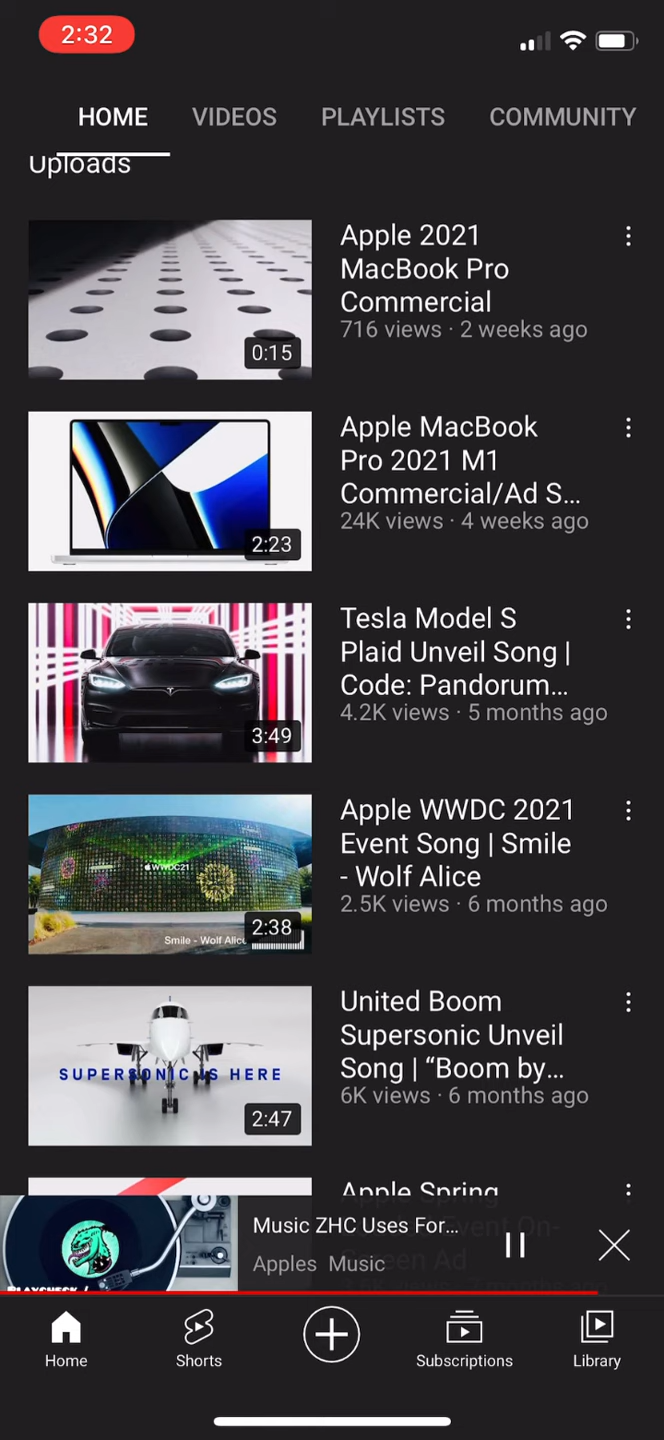 2:32
HOME VIDEOS PLAYLISTS COMMUNITY
Uploads
0:15
Apple 2021
MacBook Pro
Commercial
716 views · 2 weeks ago
2:23
Apple MacBook
Pro 2021 M1
Commercial/Ad S...
24K views · 4 weeks ago
3:49
Tesla Model S
Plaid Unveil Song |
Code: Pandorum...
4.2K views · 5 months ago
WWDC21
Smile - Wolf Alice
2:38
Apple WWDC 2021
Event Song | Smile
- Wolf Alice
2.5K views · 6 months ago
SUPERSONIC IS HERE
2:47
United Boom
Supersonic Unveil
Song | “Boom by...
6K views · 6 months ago
Apple Spring
Event On-
Screen Ad
Music ZHC Uses For...
Apples Music
Home Shorts Subscriptions Library